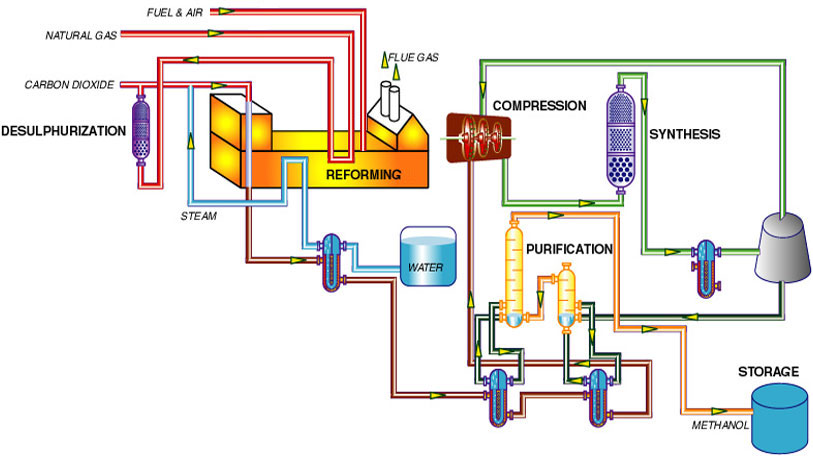 FUEL & AIR
NATURAL GAS
FLUE GAS
CARBON DIOXIDE
COMPRESSION
DESULPHURIZATION
SYNTHESIS
REFORMING
STEAM
PURIFICATION
WATER
STORAGE
METHANOL